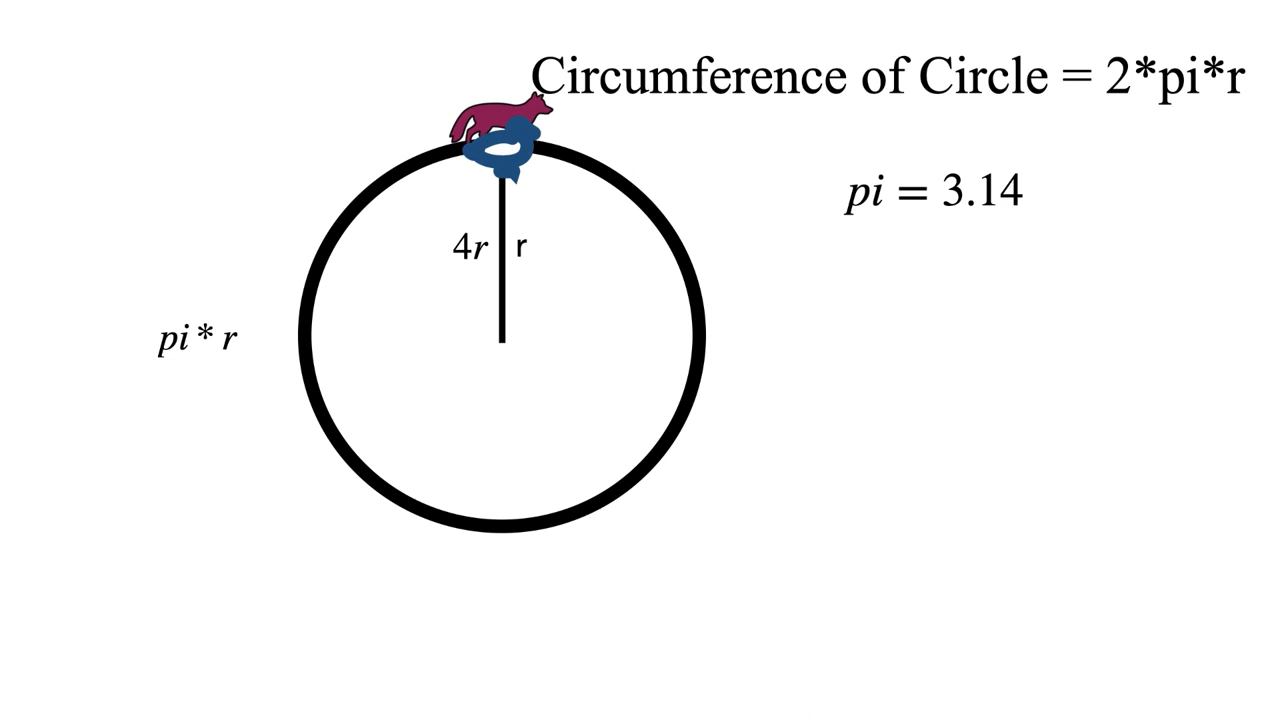 Circumference of Circle = 2*pi*r
pi = 3.14
4r r
pi * r